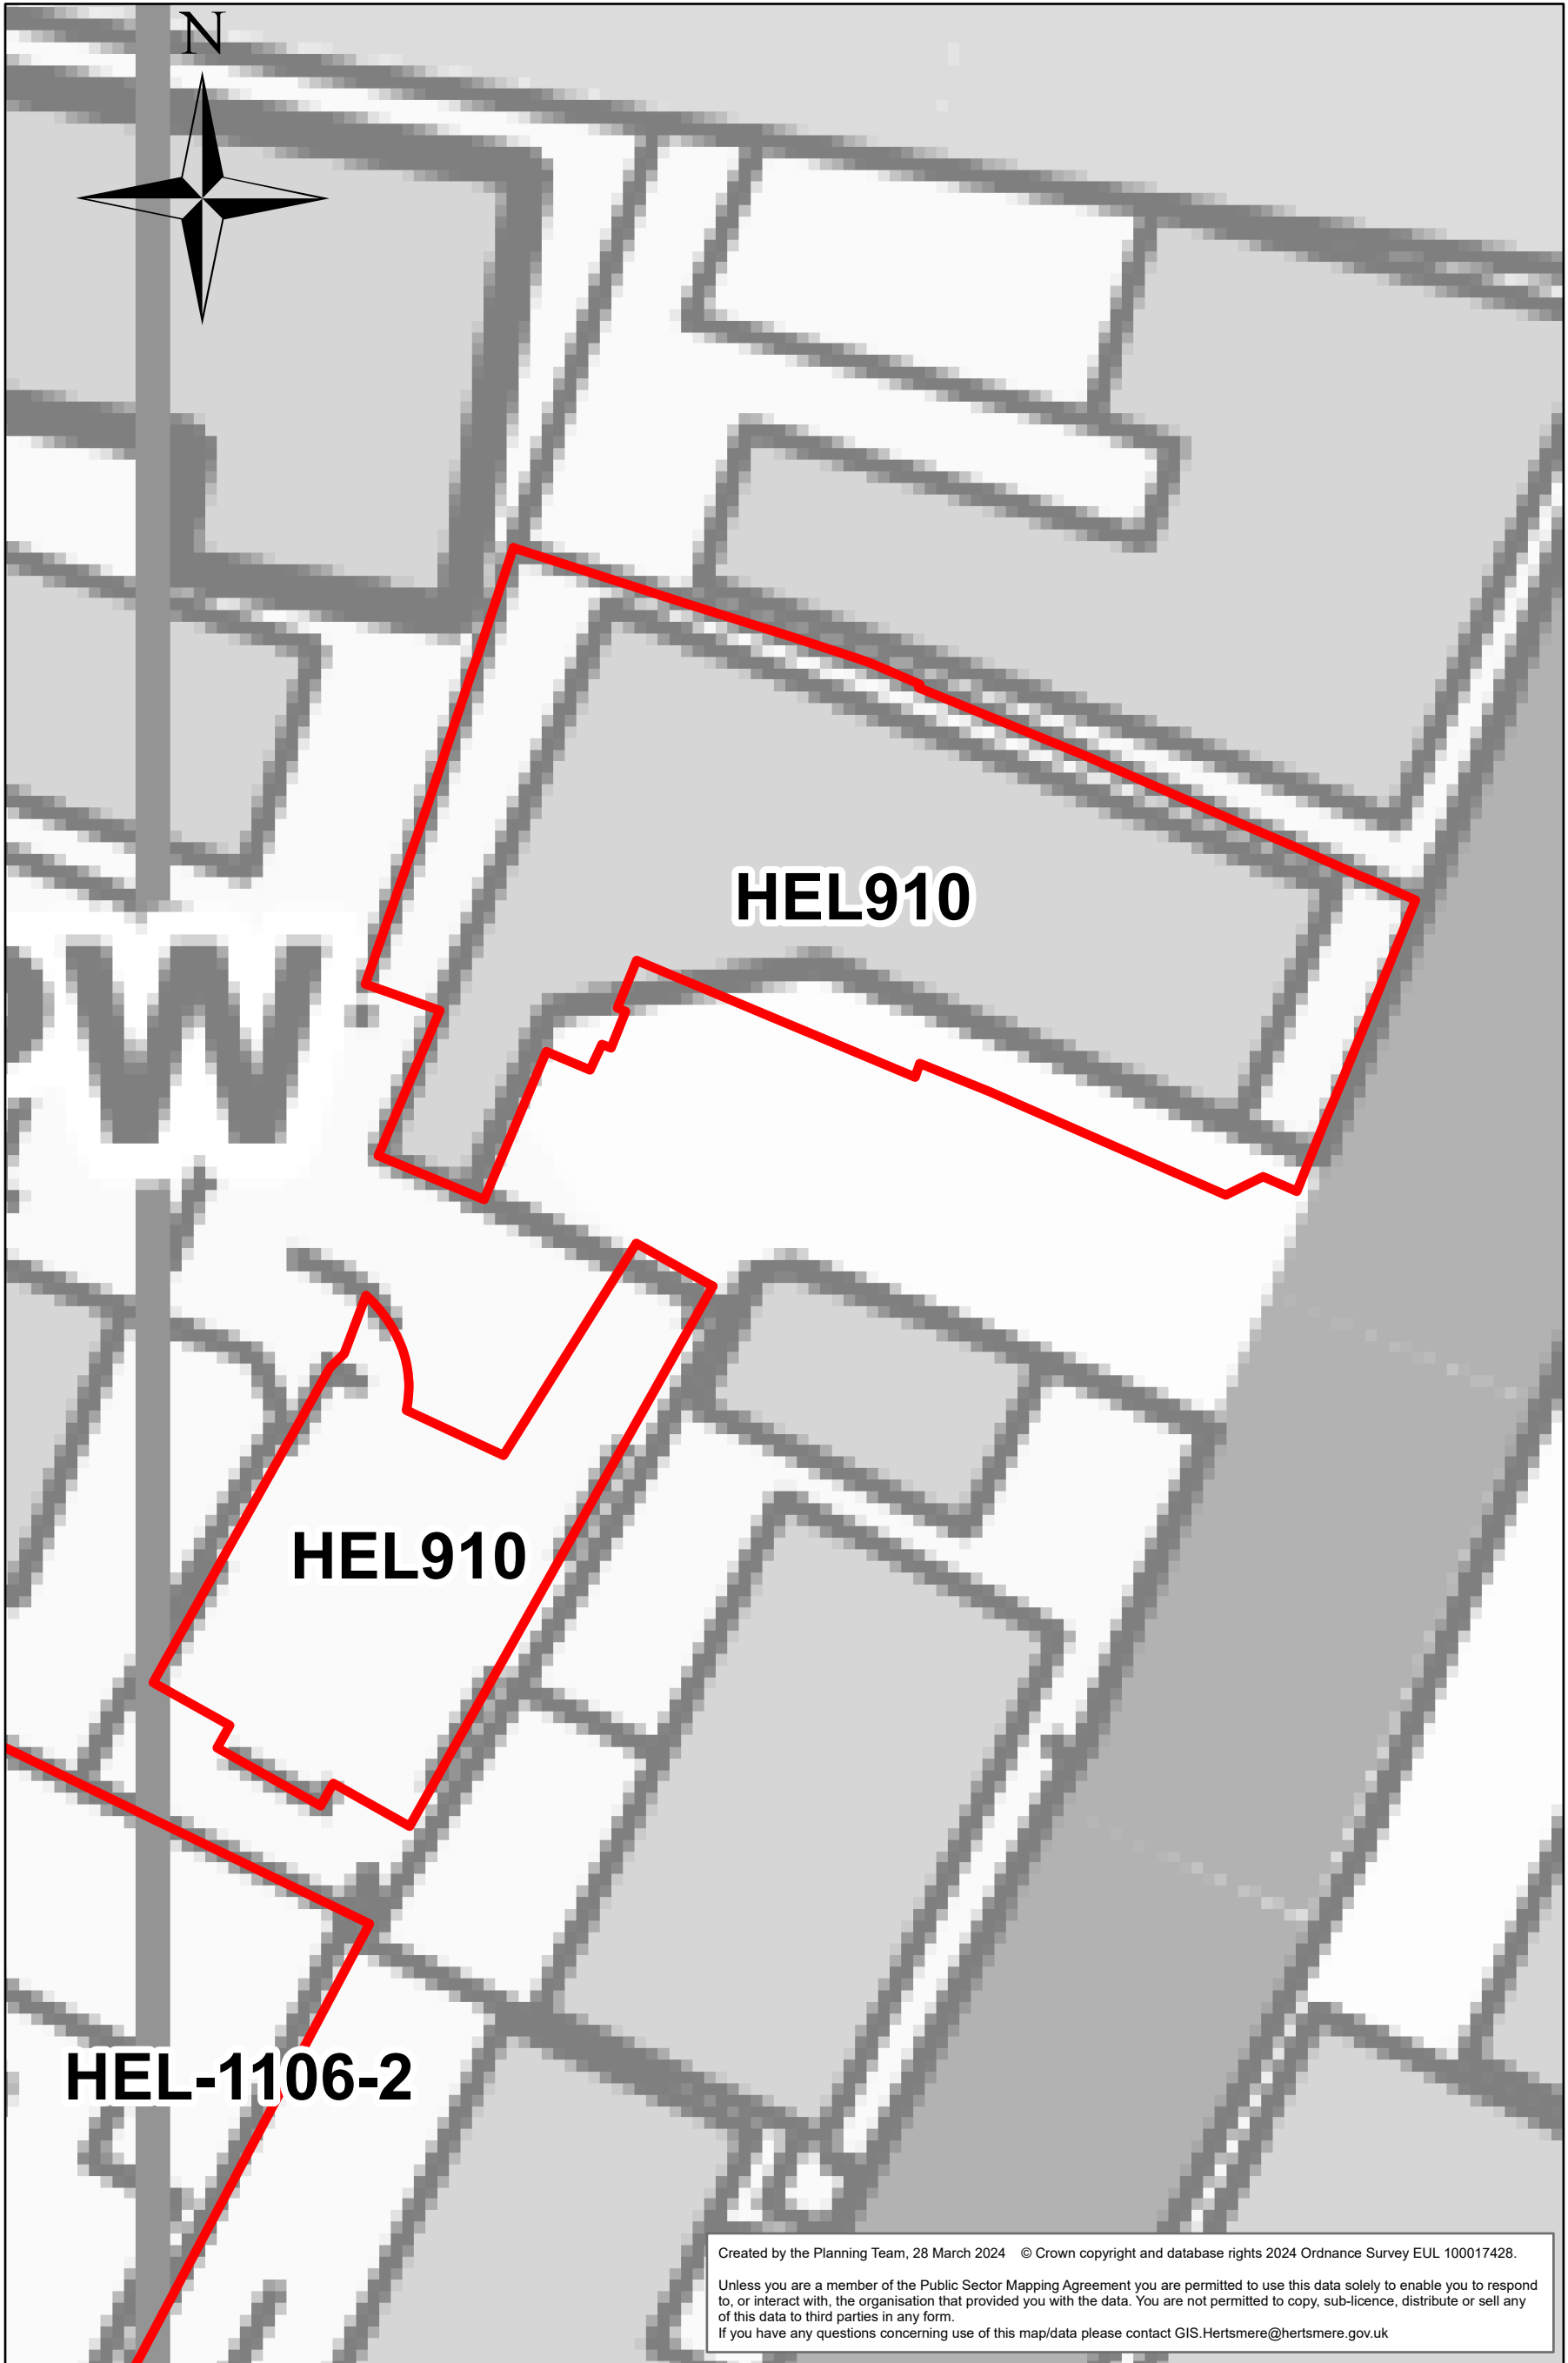 N
HEL910
W
HEL910
HEL-1106-2
Created by the Planning Team, 28 March 2024 © Crown copyright and database rights 2024 Ordnance Survey EUL 100017428.
Unless you are a member of the Public Sector Mapping Agreement you are permitted to use this data solely to enable you to respond
to, or interact with, the organisation that provided you with the data. You are not permitted to copy, sub-licence, distribute or sell any
of this data to third parties in any form.
If you have any questions concerning use of this map/data please contact GIS.Hertsmere@hertsmere.gov.uk